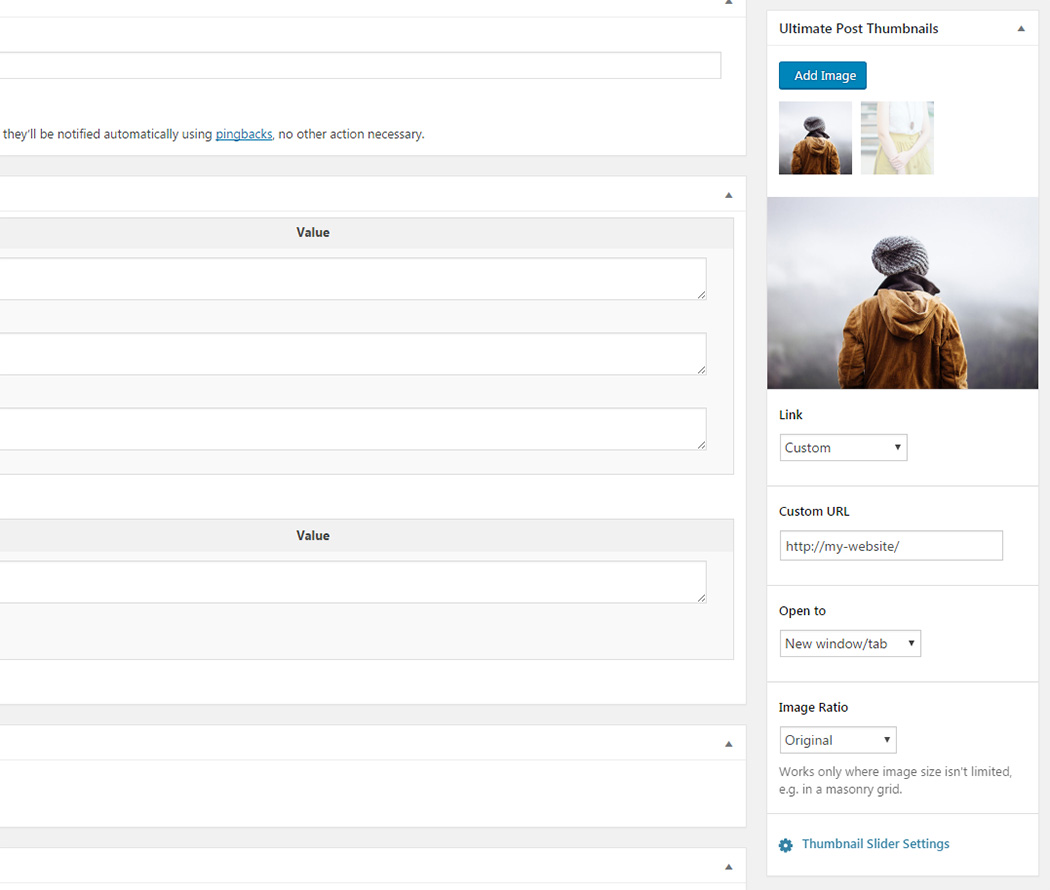 they'll be notified automatically using pingbacks, no other action necessary.
Value
Value
Ultimate Post Thumbnails
Add Image
Link
Custom
Custom URL
http://my-website/
Open to
New window/tab
Image Ratio
Original
Works only where image size isn't limited,
e.g. in a masonry grid.
Thumbnail Slider Settings